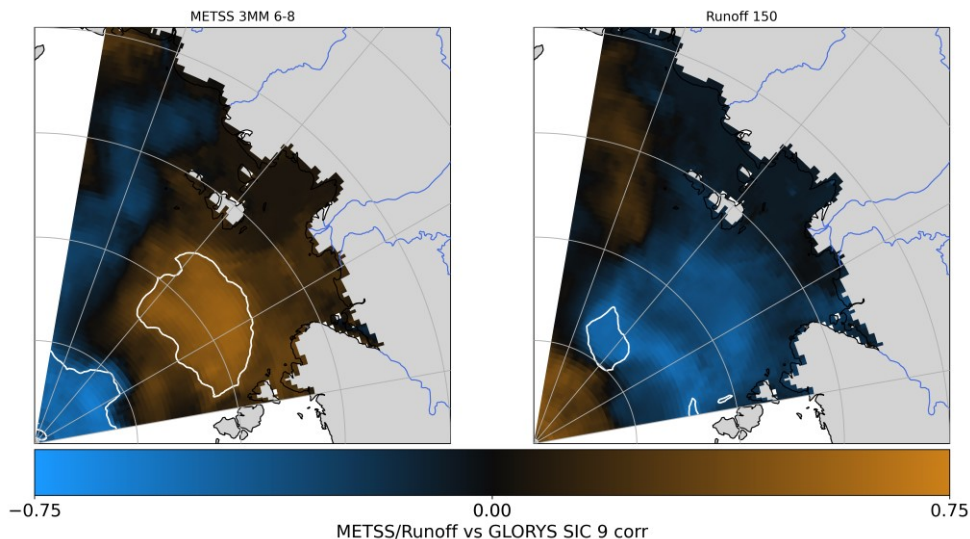 METSS 3MM 6-8
Runoff 150
−0.75
0.00
0.75
METSS/Runoff vs GLORYS SIC 9 corr